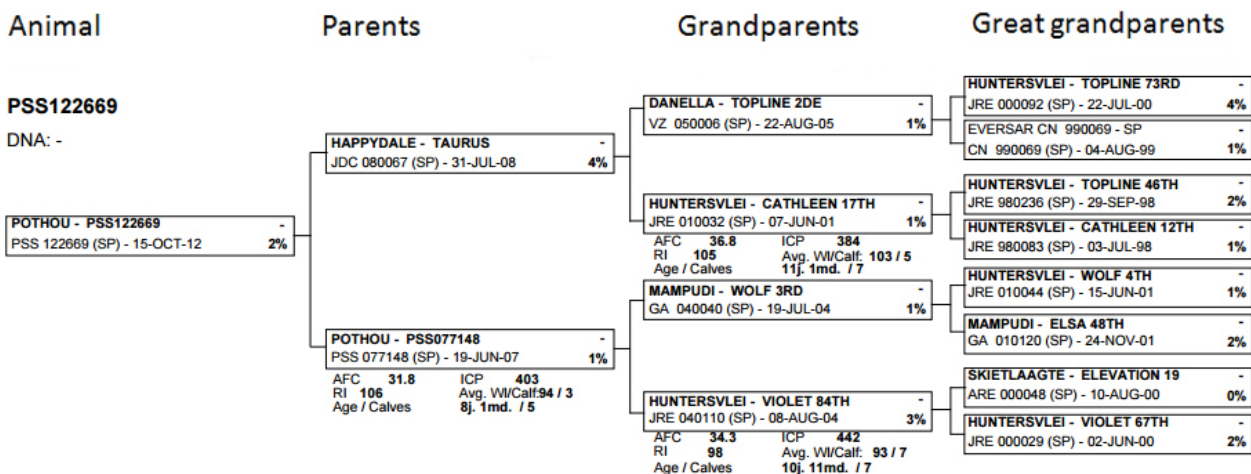 Animal
Parents
Grandparents
Great grandparents
PSS122669
DNA: -
POTHOU - PSS122669 -
PSS 122669 (SP) - 15-OCT-12 2%
HAPPYDALE - TAURUS -
JDC 080067 (SP) - 31-JUL-08 4%
POTHOU - PSS077148 -
PSS 077148 (SP) - 19-JUN-07 1%
AFC 31.8 ICP 403
RI 106 Avg. WI/Calf: 94 / 3
Age / Calves 8j. 1md. / 5
DANELLA - TOPLINE 2DE -
VZ 050006 (SP) - 22-AUG-05 1%
HUNTERSVLEI - CATHLEEN 17TH -
JRE 010032 (SP) - 07-JUN-01 1%
AFC 36.8 ICP 384
RI 105 Avg. WI/Calf: 103 / 5
Age / Calves 11j. 1md. / 7
MAMPUDI - WOLF 3RD -
GA 040040 (SP) - 19-JUL-04 1%
HUNTERSVLEI - VIOLET 84TH -
JRE 040110 (SP) - 08-AUG-04 3%
AFC 34.3 ICP 442
RI 98 Avg. WI/Calf: 93 / 7
Age / Calves 10j. 11md. / 7
HUNTERSVLEI - TOPLINE 73RD -
JRE 000092 (SP) - 22-JUL-00 4%
EVERSAR CN 990069 - SP -
CN 990069 (SP) - 04-AUG-99 1%
HUNTERSVLEI - TOPLINE 46TH -
JRE 980236 (SP) - 29-SEP-98 2%
HUNTERSVLEI - CATHLEEN 12TH -
JRE 980083 (SP) - 03-JUL-98 1%
HUNTERSVLEI - WOLF 4TH -
JRE 010044 (SP) - 15-JUN-01 1%
MAMPUDI - ELSA 48TH -
GA 010120 (SP) - 24-NOV-01 2%
SKIETLAAGTE - ELEVATION 19 -
ARE 000048 (SP) - 10-AUG-00 0%
HUNTERSVLEI - VIOLET 67TH -
JRE 000029 (SP) - 02-JUN-00 2%